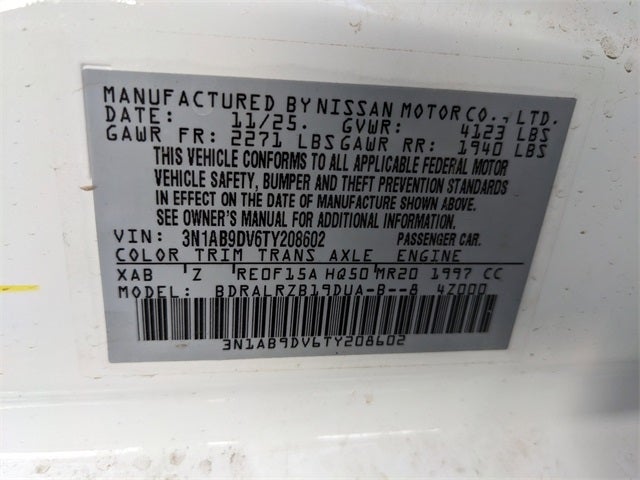 MANUFACTURED BY NISSAN MOTOR CO., LTD.
DATE: 11/25. GVWR: 4123 LBS
GAWR FR: 2271 LBS GAWR RR: 1940 LBS
THIS VEHICLE CONFORMS TO ALL APPLICABLE FEDERAL MOTOR
VEHICLE SAFETY, BUMPER AND THEFT PREVENTION STANDARDS
IN EFFECT ON THE DATE OF MANUFACTURE SHOWN ABOVE.
SEE OWNER'S MANUAL FOR ADDITIONAL INFORMATION.
VIN: 3N1AB9DV6TY208602 PASSENGER CAR.
COLOR TRIM TRANS AXLE ENGINE
XAB Z RE0F15A HQ50 MR20 1997 CC
MODEL: BDRALRZB19DUA-B--8 4Z000
3N1AB9DV6TY208602